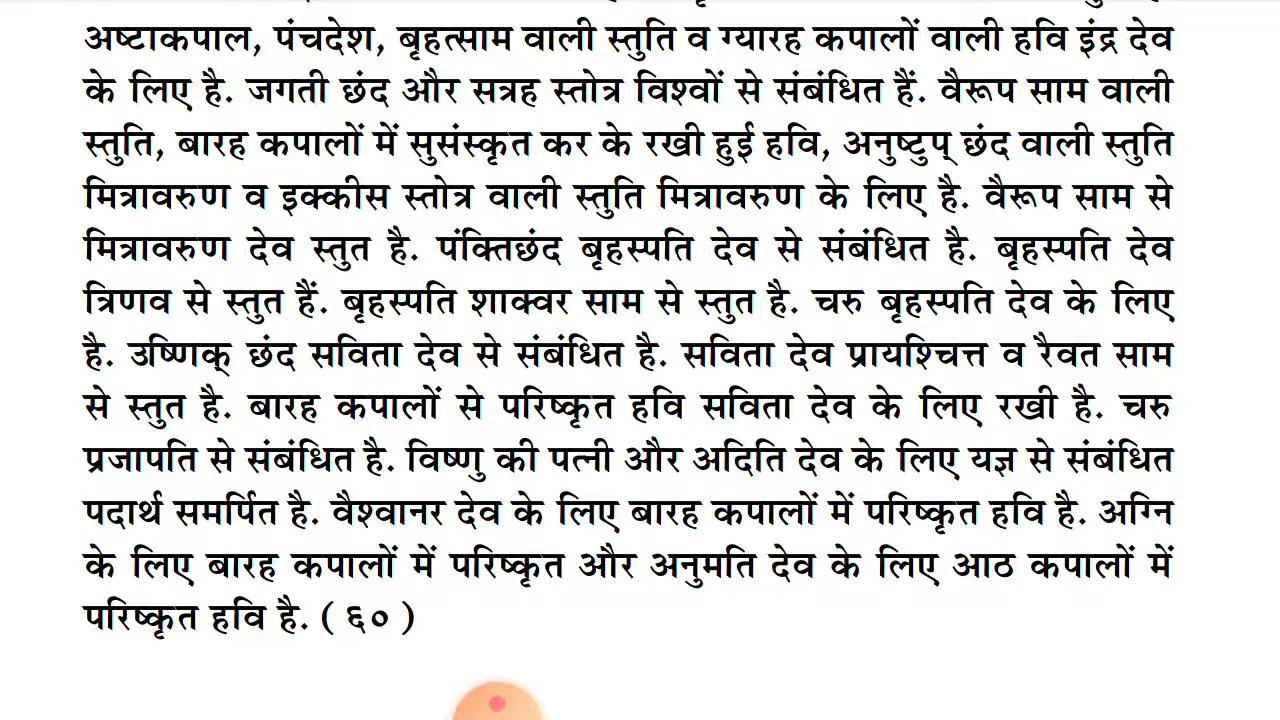 अष्टाकपाल, पंचदेश, बृहत्साम वाली स्तुति व ग्यारह कपालों वाली हवि इंद्र देव
के लिए है. जगती छंद और सत्रह स्तोत्र विश्वों से संबंधित हैं. वैरूप साम वाली
स्तुति, बारह कपालों में सुसंस्कृत कर के रखी हुई हवि, अनुष्टुप् छंद वाली स्तुति
मित्रावरुण व इक्कीस स्तोत्र वाली स्तुति मित्रावरुण के लिए है. वैरूप साम से
मित्रावरुण देव स्तुत है. पंक्तिछंद बृहस्पति देव से संबंधित है. बृहस्पति देव
त्रिणव से स्तुत हैं. बृहस्पति शाक्वर साम से स्तुत है. चरु बृहस्पति देव के लिए
है. उष्णिक् छंद सविता देव से संबंधित है. सविता देव प्रायश्चित्त व रैवत साम
से स्तुत है. बारह कपालों से परिष्कृत हवि सविता देव के लिए रखी है. चरु
प्रजापति से संबंधित है. विष्णु की पत्नी और अदिति देव के लिए यज्ञ से संबंधित
पदार्थ समर्पित है. वैश्वानर देव के लिए बारह कपालों में परिष्कृत हवि है. अग्नि
के लिए बारह कपालों में परिष्कृत और अनुमति देव के लिए आठ कपालों में
परिष्कृत हवि है. ( ६० )